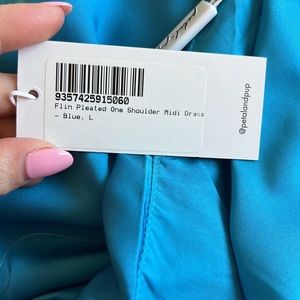 9357425915060
Flin Pleated One Shoulder Midi Dress
- Blue, L
@petalandpup